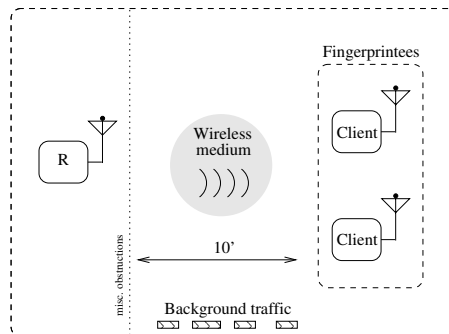 Fingerprintees
R
Wireless
medium
Client
Client
misc. obstructions
10'
Background traffic